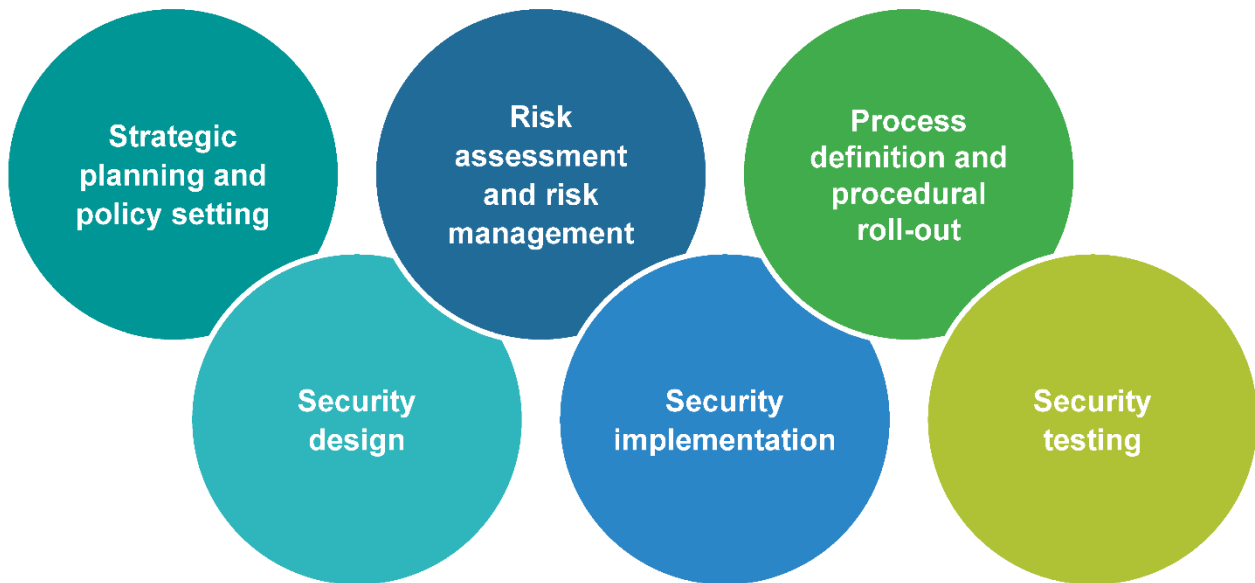 Strategic
planning and
policy setting
Risk
assessment
and risk
management
Process
definition and
procedural
roll-out
Security
design
Security
implementation
Security
testing